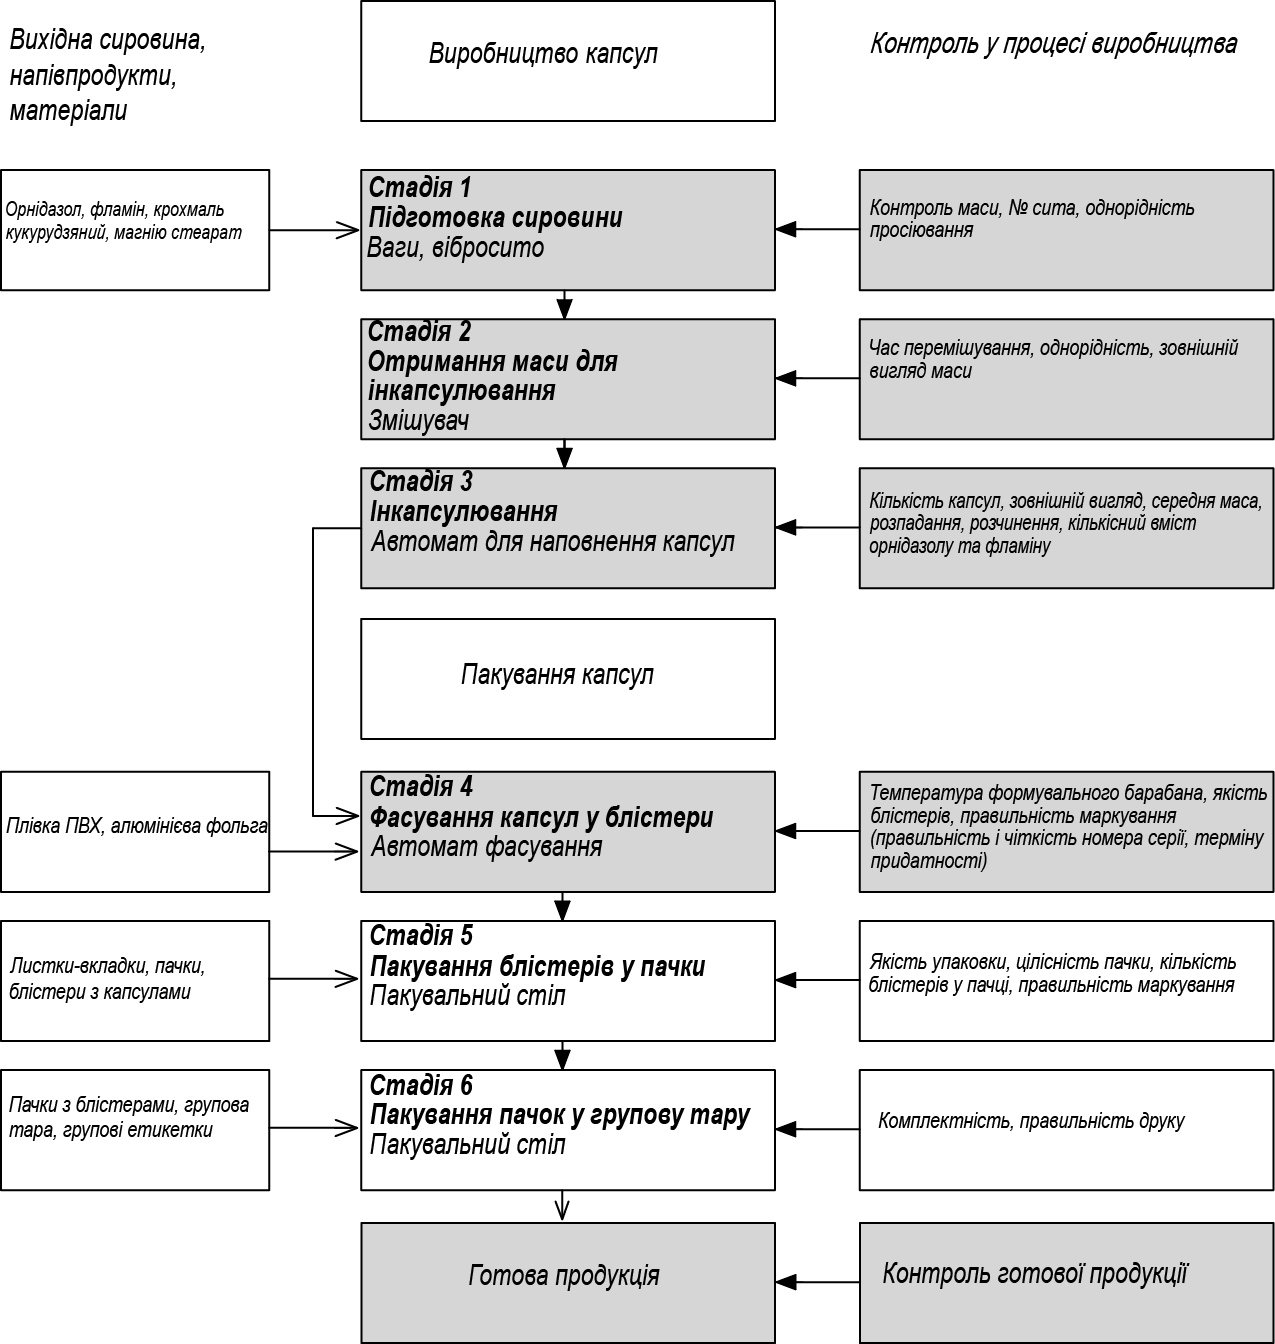 Вихідна сировина,
напівпродукти,
матеріали
Виробництво капсул
Контроль у процесі виробництва
Орнідазол, фламін, крохмаль
кукурудзяний, магнію стеарат
Стадія 1
Підготовка сировини
Ваги, вібросито
Контроль маси, № сита, однорідність
просіювання
Стадія 2
Отримання маси для
інкапсулювання
Змішувач
Час перемішування, однорідність, зовнішній
вигляд маси
Стадія 3
Інкапсулювання
Автомат для наповнення капсул
Кількість капсул, зовнішній вигляд, середня маса,
розпадання, розчинення, кількісний вміст
орнідазолу та фламіну
Пакування капсул
Плівка ПВХ, алюмінієва фольга
Стадія 4
Фасування капсул у блістери
Автомат фасування
Температура формувального барабана, якість
блістерів, правильність маркування
(правильність і чіткість номера серії, терміну
придатності)
Листки-вкладки, пачки,
блістери з капсулами
Стадія 5
Пакування блістерів у пачки
Пакувальний стіл
Якість упаковки, цілісність пачки, кількість
блістерів у пачці, правильність маркування
Пачки з блістерами, групова
тара, групові етикетки
Стадія 6
Пакування пачок у групову тару
Пакувальний стіл
Комплектність, правильність друку
Готова продукція
Контроль готової продукції